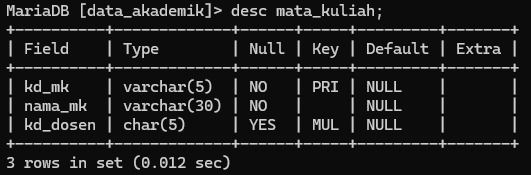 MariaDB [data_akademik]> desc mata_kuliah;
+----------+-------------+------+-----+---------+-------+
| Field    | Type        | Null | Key | Default | Extra |
+----------+-------------+------+-----+---------+-------+
| kd_mk    | varchar(5)  | NO   | PRI | NULL    |       |
| nama_mk  | varchar(30) | NO   |     | NULL    |       |
| kd_dosen | char(5)     | YES  | MUL | NULL    |       |
+----------+-------------+------+-----+---------+-------+
3 rows in set (0.012 sec)